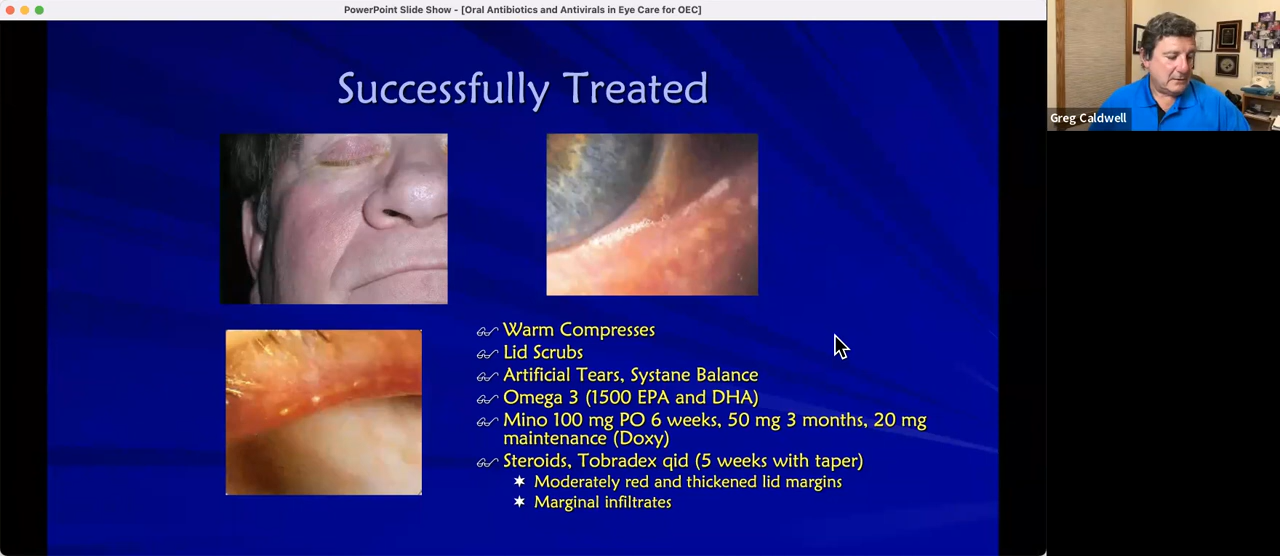 PowerPoint Slide Show - [Oral Antibiotics and Antivirals in Eye Care for OEC]
Successfully Treated
Greg Caldwell
Warm Compresses
Lid Scrubs
Artificial Tears, Systane Balance
Omega 3 (1500 EPA and DHA)
Mino 100 mg PO 6 weeks, 50 mg 3 months, 20 mg
maintenance (Doxy)
Steroids, Tobradex qid (5 weeks with taper)
Moderately red and thickened lid margins
Marginal infiltrates